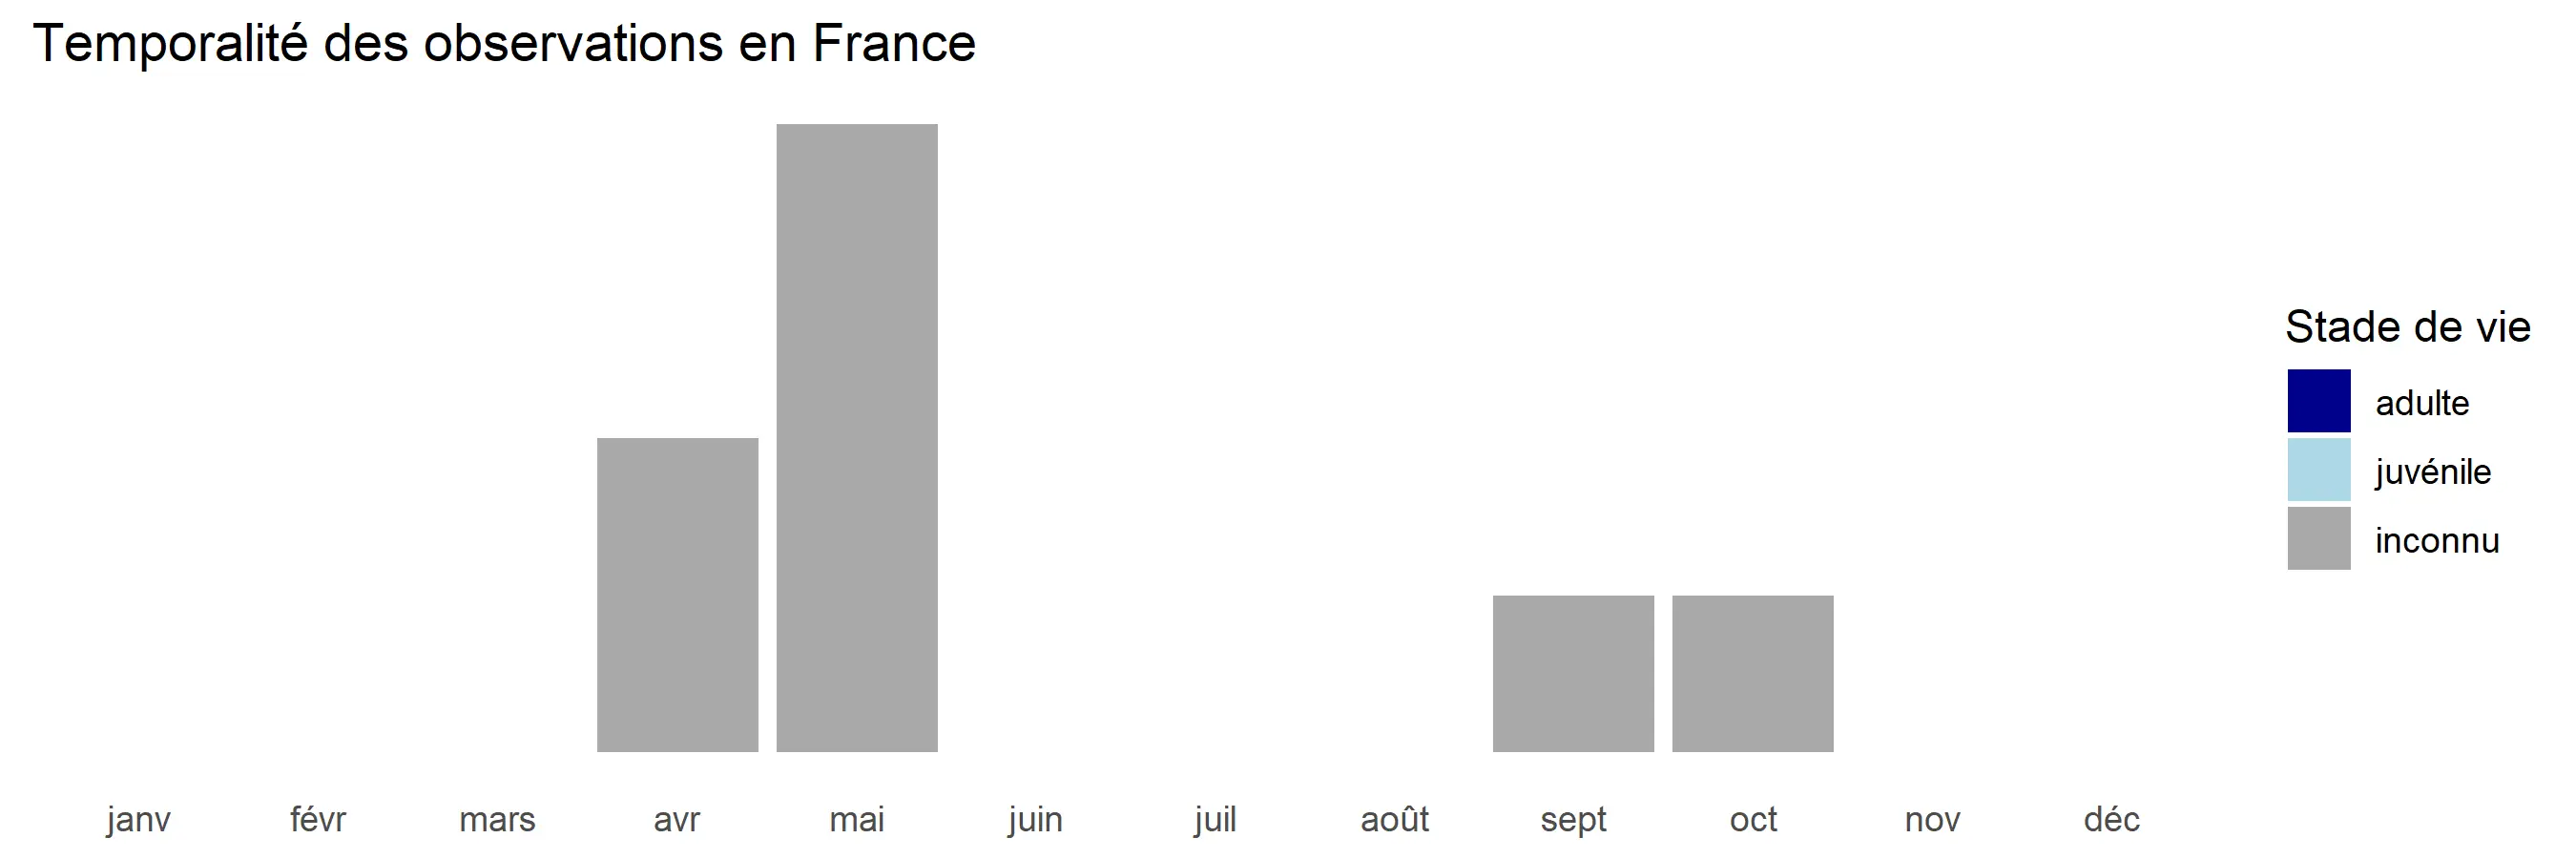 Temporalité des observations en France
Stade de vie
adulte
juvénile
inconnu
janv févr mars avr mai juin juil août sept oct nov déc